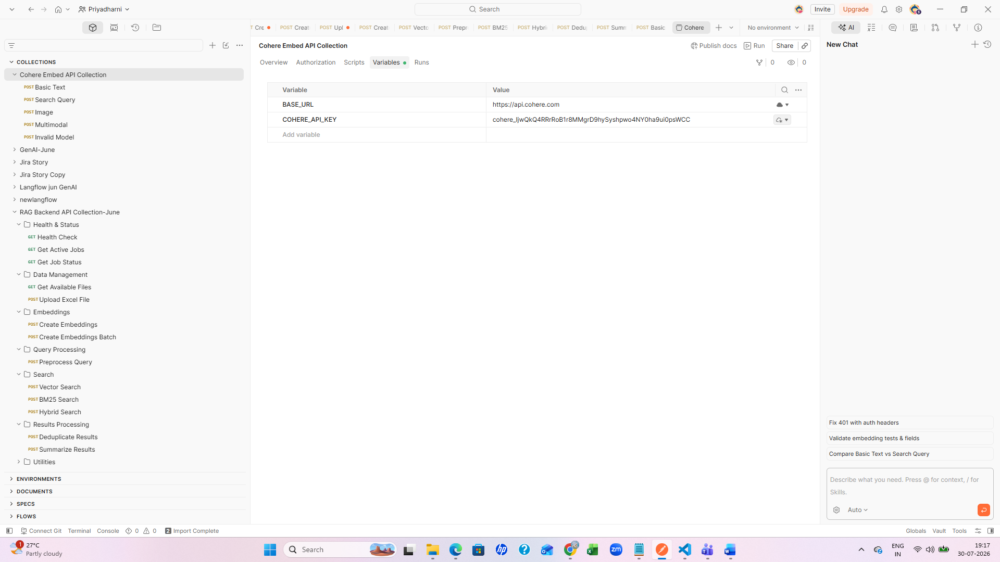 Priyadharni
Search
Invite
Upgrade
POST Creat
POST Upl
POST Creat
POST Vecto
POST Prepr
POST BM25
POST Hybri
POST Dedu
POST Summ
POST Basic
Cohere
No environment
AI
Cohere Embed API Collection
Publish docs
Run
Share
New Chat
Overview
Authorization
Scripts
Variables
Runs
0
0
COLLECTIONS
Cohere Embed API Collection
POST Basic Text
POST Search Query
POST Image
POST Multimodal
POST Invalid Model
GenAI-June
Jira Story
Jira Story Copy
Langflow jun GenAI
newlangflow
RAG Backend API Collection-June
Health & Status
GET Health Check
GET Get Active Jobs
GET Get Job Status
Data Management
GET Get Available Files
POST Upload Excel File
Embeddings
POST Create Embeddings
POST Create Embeddings Batch
Query Processing
POST Preprocess Query
Search
POST Vector Search
POST BM25 Search
POST Hybrid Search
Results Processing
POST Deduplicate Results
POST Summarize Results
Utilities
ENVIRONMENTS
DOCUMENTS
SPECS
FLOWS
Variable
Value
BASE_URL
https://api.cohere.com
COHERE_API_KEY
Add variable
Fix 401 with auth headers
Validate embedding tests & fields
Compare Basic Text vs Search Query
Describe what you need. Press @ for context, / for
Skills.
Auto
Connect Git
Terminal
Console
0
0
2 Import Complete
Globals
Vault
Tools
1
27°C
Partly cloudy
Search
ENG
IN
19:17
30-07-2026